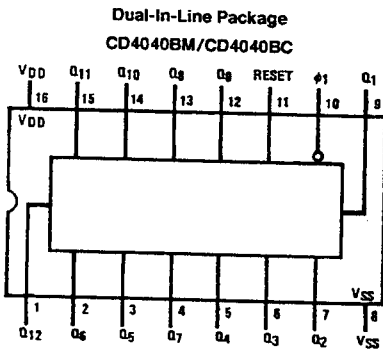 Dual-In-Line Package
CD4040BM/CD4040BC
VDD Q11 Q10 Q8 Q9 RESET ϕ1 Q1
16 15 14 13 12 11 10 9
VDD
VSS
1 2 3 4 5 6 7 8
Q12 Q6 Q5 Q7 Q4 Q3 Q2 VSS